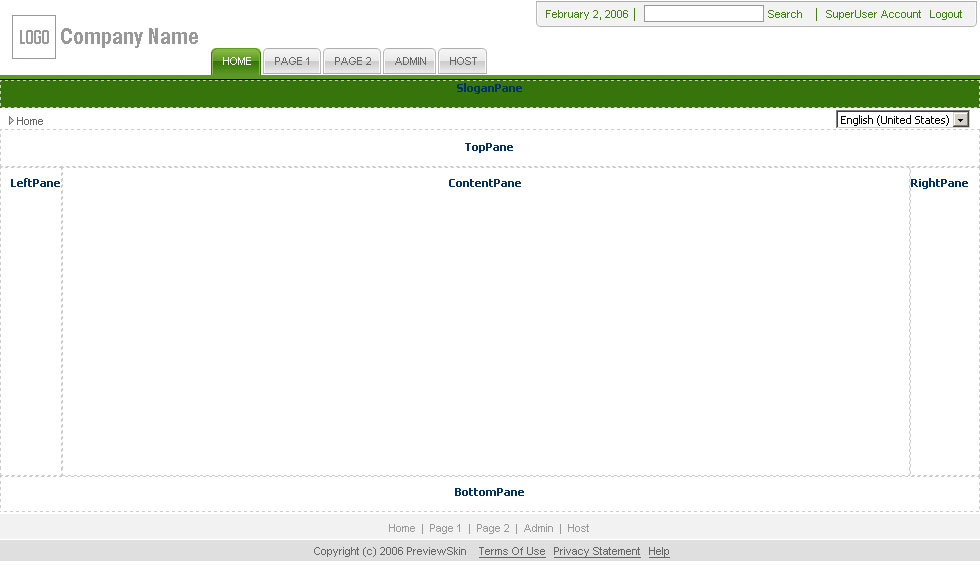 February 2, 2006 | Search | SuperUser Account Logout
LOGO Company Name
HOME PAGE 1 PAGE 2 ADMIN HOST
SloganPane
Home English (United States)
TopPane
LeftPane ContentPane RightPane
BottomPane
Home | Page 1 | Page 2 | Admin | Host
Copyright (c) 2006 PreviewSkin Terms Of Use Privacy Statement Help